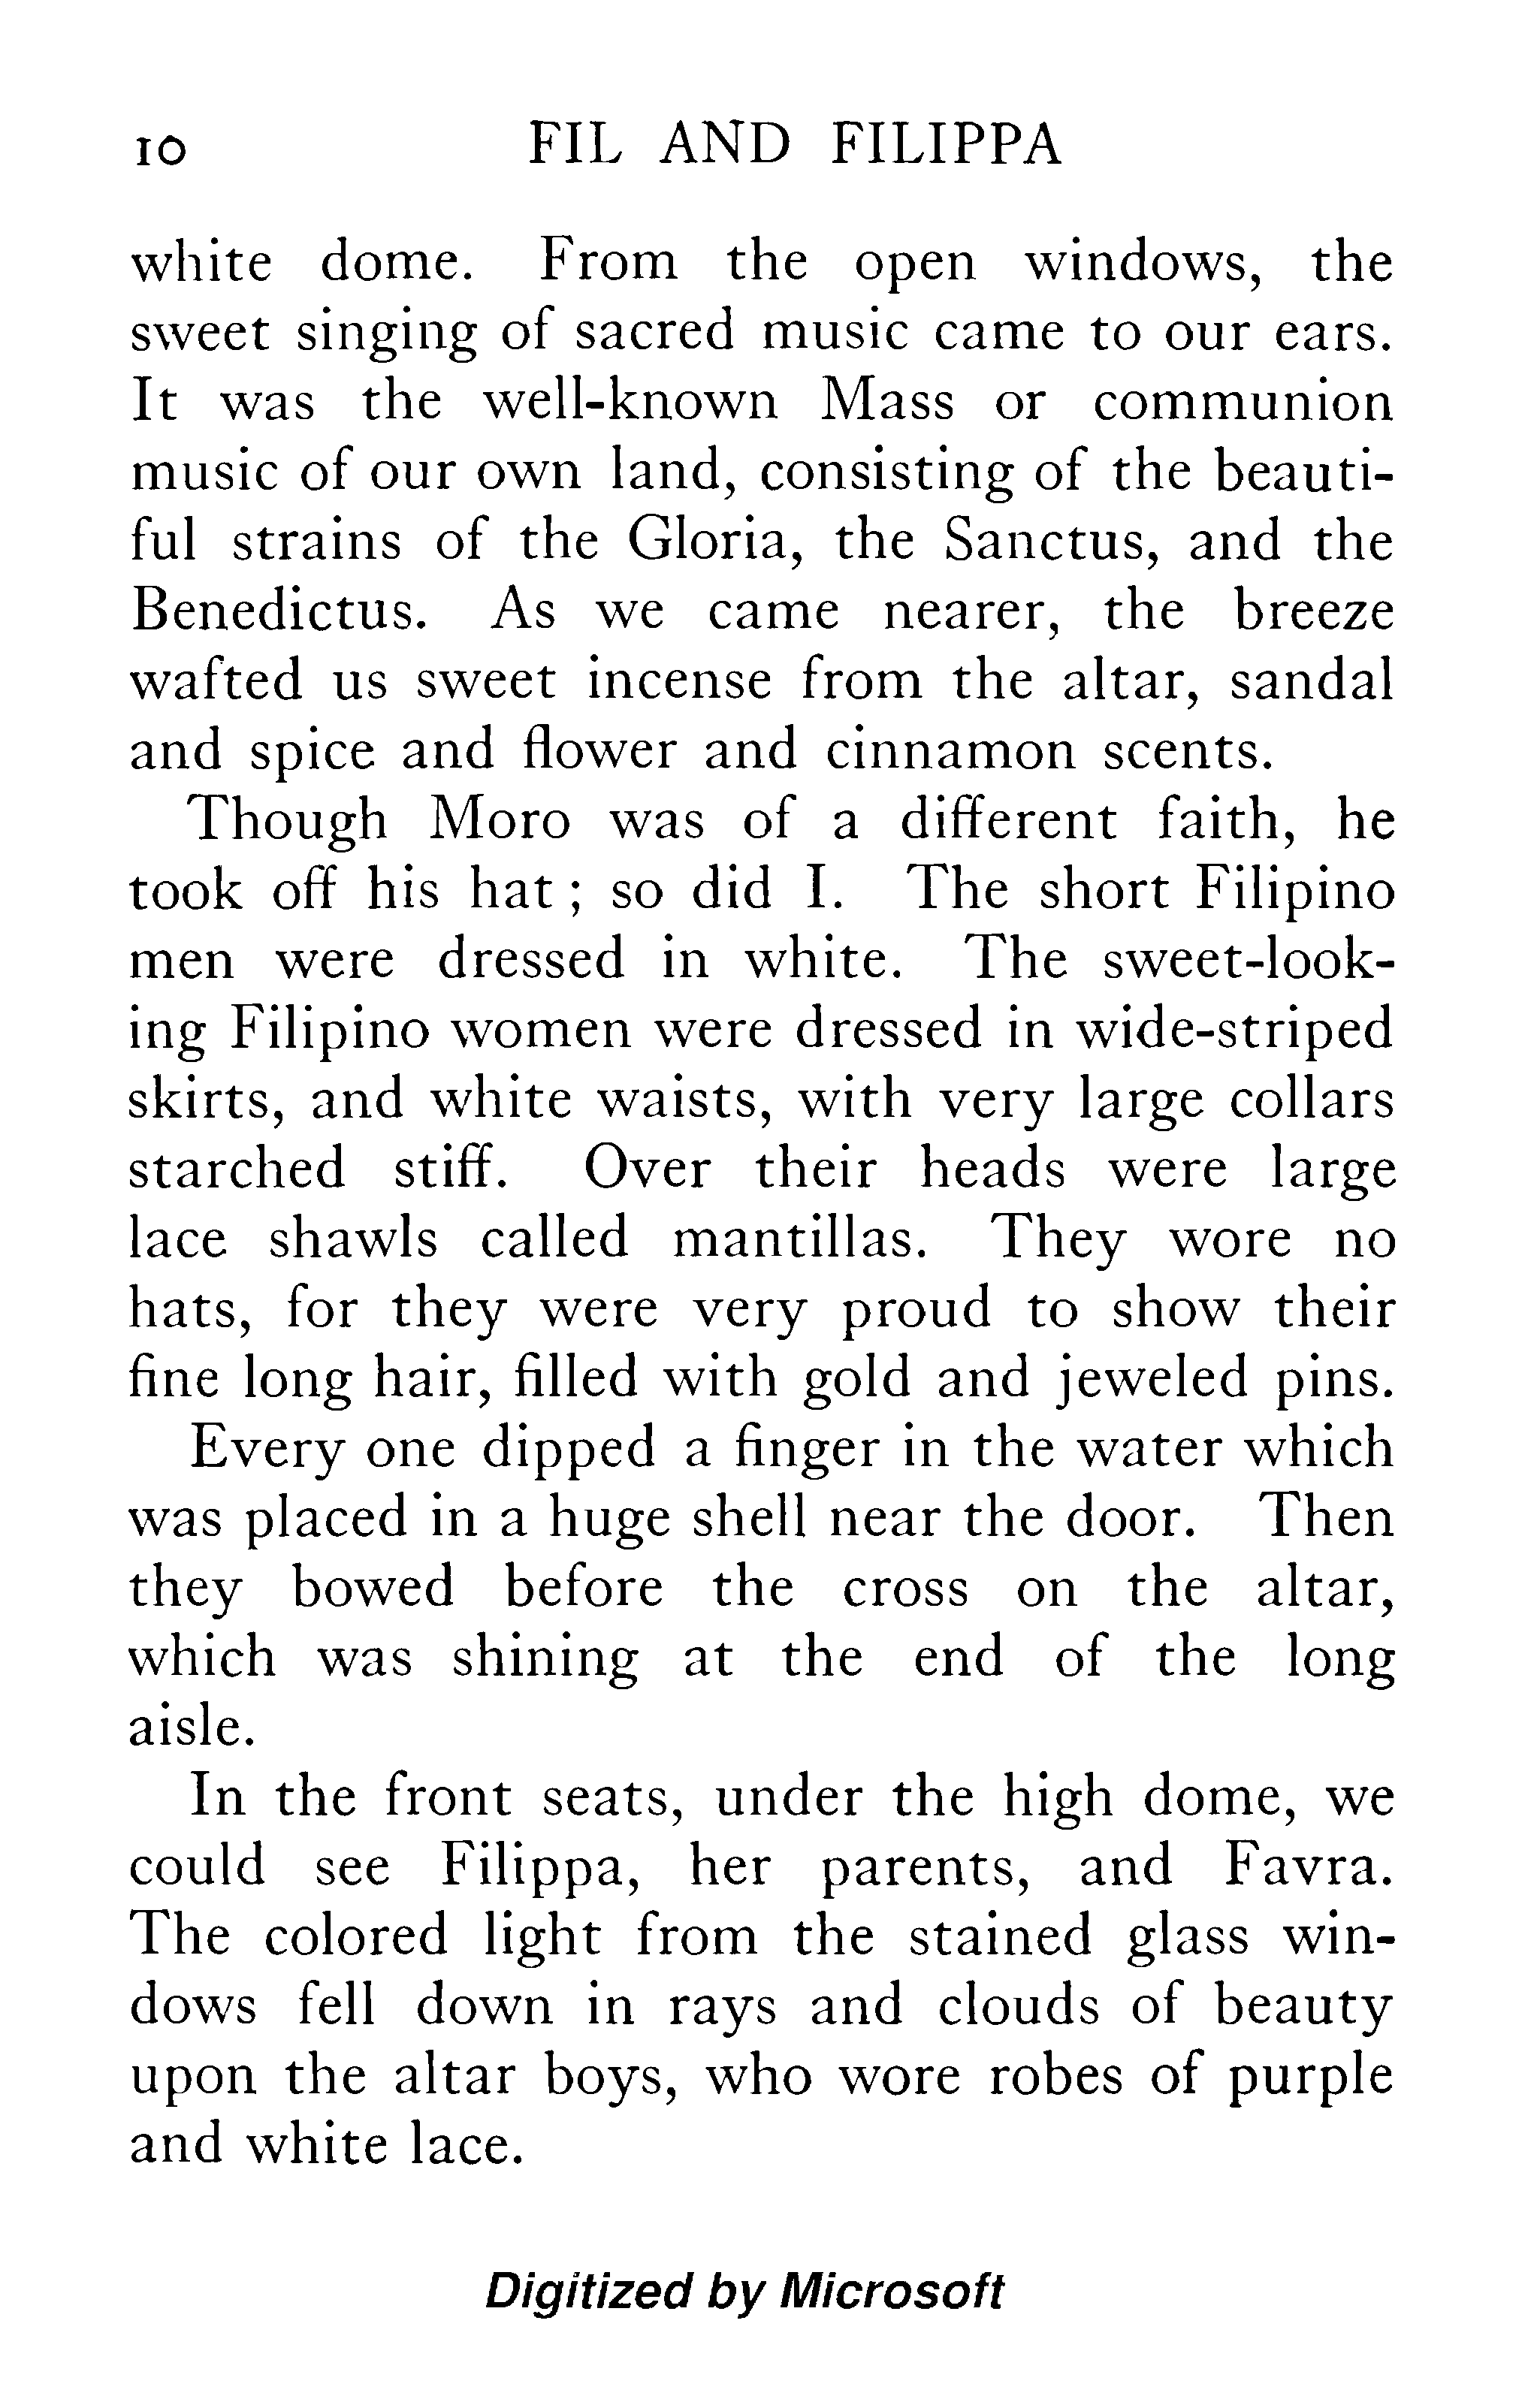 10 FIL AND FILIPPA
white dome. From the open windows, the
sweet singing of sacred music came to our ears.
It was the well-known Mass or communion
music of our own land, consisting of the beauti-
ful strains of the Gloria, the Sanctus, and the
Benedictus. As we came nearer, the breeze
wafted us sweet incense from the altar, sandal
and spice and flower and cinnamon scents.
Though Moro was of a different faith, he
took off his hat ; so did I. The short Filipino
men were dressed in white. The sweet-look-
ing Filipino women were dressed in wide-striped
skirts, and white waists, with very large collars
starched stiff. Over their heads were large
lace shawls called mantillas. They wore no
hats, for they were very proud to show their
fine long hair, filled with gold and jeweled pins.
Every one dipped a finger in the water which
was placed in a huge shell near the door. Then
they bowed before the cross on the altar,
which was shining at the end of the long
aisle.
In the front seats, under the high dome, we
could see Filippa, her parents, and Favra.
The colored light from the stained glass win-
dows fell down in rays and clouds of beauty
upon the altar boys, who wore robes of purple
and white lace.
Digitized by Microsoft